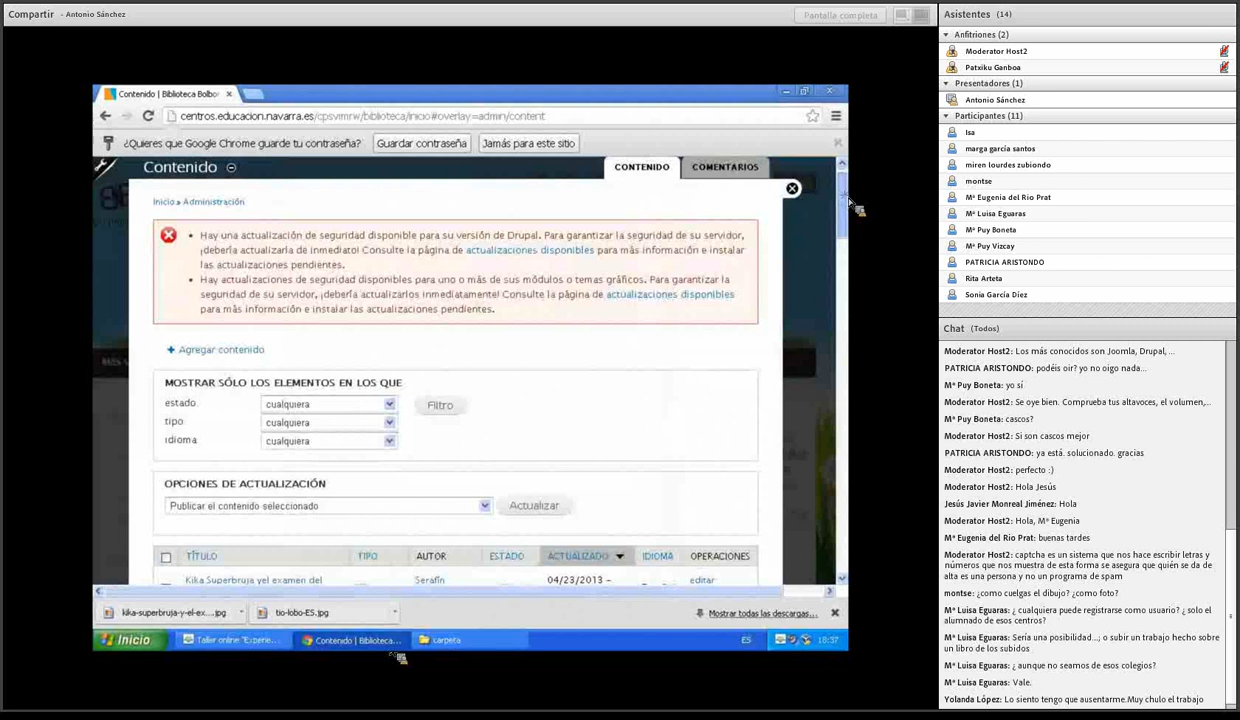 Compartir - Antonio Sánchez
Pantalla completa
Contenido | Biblioteca Bolbo
centros.educacion.navarra.es/cpsvimrw/biblioteca/inicio#overlay=admin/content
¿Quieres que Google Chrome guarde tu contraseña? Guardar contraseña Jamás para este sitio
Contenido
CONTENIDO COMENTARIOS
Inicio » Administración
Hay una actualización de seguridad disponible para su versión de Drupal. Para garantizar la seguridad de su servidor,
¡debería actualizarla de inmediato! Consulte la página de actualizaciones disponibles para más información e instalar
las actualizaciones pendientes.
Hay actualizaciones de seguridad disponibles para uno o más de sus módulos o temas gráficos. Para garantizar la
seguridad de su servidor, ¡debería actualizarlos inmediatamente! Consulte la página de actualizaciones disponibles
para más información e instalar las actualizaciones pendientes.
+ Agregar contenido
MOSTRAR SÓLO LOS ELEMENTOS EN LOS QUE
estado cualquiera Filtro
tipo cualquiera
idioma cualquiera
OPCIONES DE ACTUALIZACIÓN
Publicar el contenido seleccionado Actualizar
TÍTULO TIPO AUTOR ESTADO ACTUALIZADO IDIOMA OPERACIONES
Kika Superbruja yel examen del Serafín 04/23/2013 – editar
kika-superbruja-y-el-ex....jpg tio-lobo-ES.jpg Mostrar todas las descargas...
Inicio Taller online "Experie... Contenido | Biblioteca... carpeta ES 18:37
Asistentes (14)
Anfitriones (2)
Moderator Host2
Patxiku Ganboa
Presentadores (1)
Antonio Sánchez
Participantes (11)
Isa
marga garcía santos
miren lourdes zubiondo
montse
Mª Eugenia del Rio Prat
Mª Luisa Eguaras
Mª Puy Boneta
Mª Puy Vizcay
PATRICIA ARISTONDO
Rita Arteta
Sonia García Díez
Chat (Todos)
Moderator Host2: Los más conocidos son Joomla, Drupal, ...
PATRICIA ARISTONDO: podéis oir? yo no oigo nada...
Mª Puy Boneta: yo sí
Moderator Host2: Se oye bien. Comprueba tus altavoces, el volumen,...
Mª Puy Boneta: cascos?
Moderator Host2: Si son cascos mejor
PATRICIA ARISTONDO: ya está. solucionado. gracias
Moderator Host2: perfecto :)
Moderator Host2: Hola Jesús
Jesús Javier Monreal Jiménez: Hola
Moderator Host2: Hola, Mª Eugenia
Mª Eugenia del Rio Prat: buenas tardes
Moderator Host2: captcha es un sistema que nos hace escribir letras y
números que nos muestra de esta forma se asegura que quién se da de
alta es una persona y no un programa de spam
montse: ¿como cuelgas el dibujo? ¿como foto?
Mª Luisa Eguaras: ¿ cualquiera puede registrarse como usuario? ¿ solo el
alumnado de esos centros?
Mª Luisa Eguaras: Sería una posibilidad..., o subir un trabajo hecho sobre
un libro de los subidos
Mª Luisa Eguaras: ¿ aunque no seamos de esos colegios?
Mª Luisa Eguaras: Vale.
Yolanda López: Lo siento tengo que ausentarme.Muy chulo el trabajo